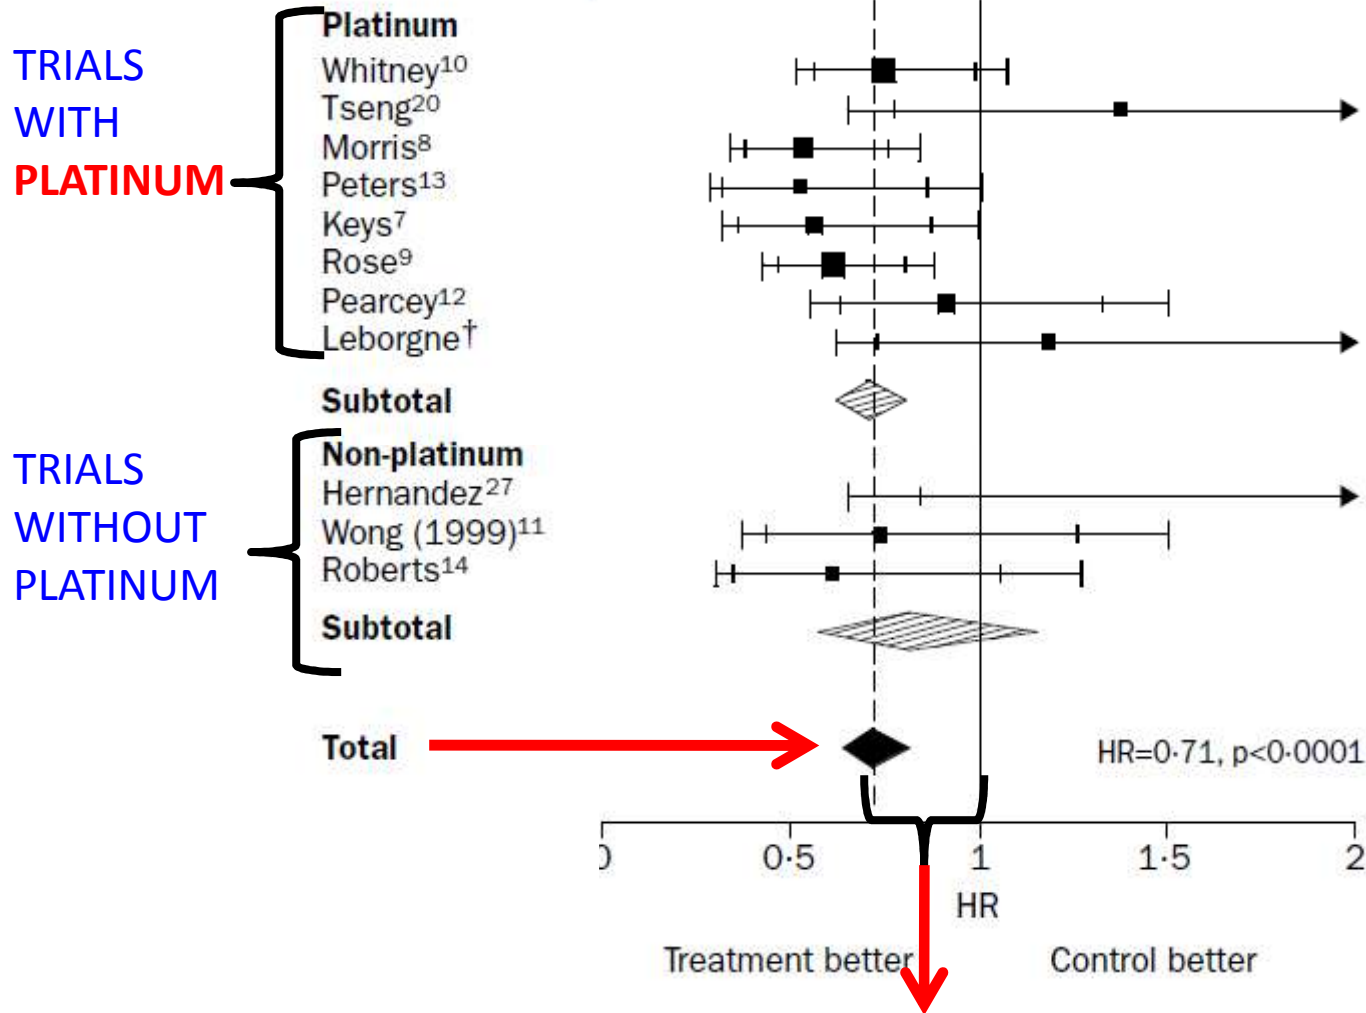 Platinum
TRIALS
WITH
PLATINUM
Whitney¹⁰
Tseng²⁰
Morris⁸
Peters¹³
Keys⁷
Rose⁹
Pearcey¹²
Leborgne†
Subtotal
TRIALS
WITHOUT
PLATINUM
Non-platinum
Hernandez²⁷
Wong (1999)¹¹
Roberts¹⁴
Subtotal
Total
HR=0·71, p<0·0001
0 0·5 1 1·5 2
HR
Treatment better Control better